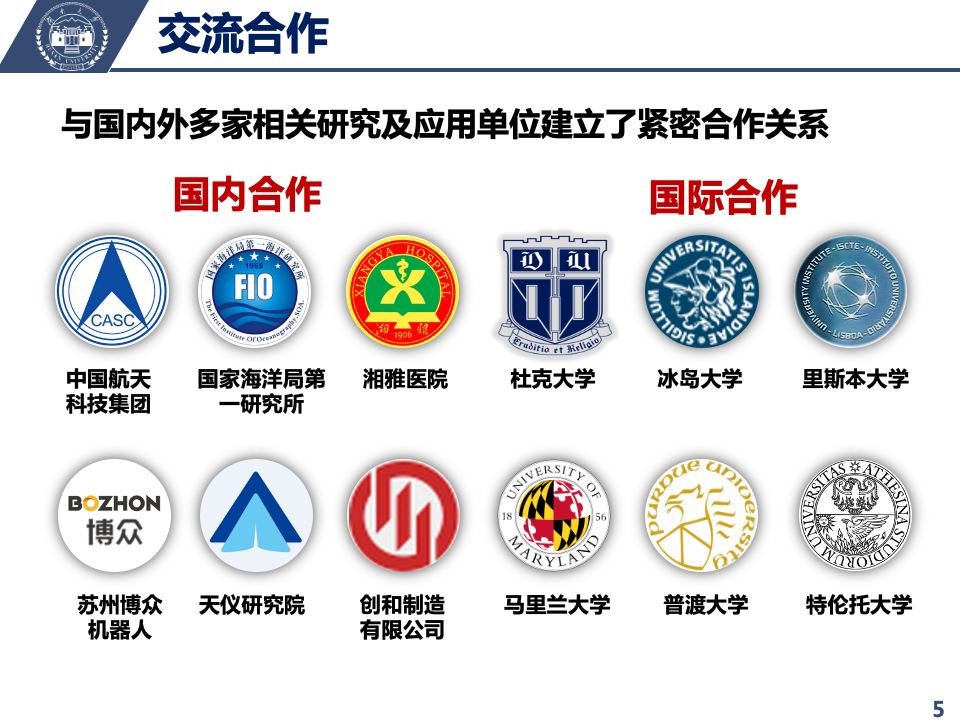 交流合作
与国内外多家相关研究及应用单位建立了紧密合作关系
国内合作
国际合作
CASC
国家海洋局第一海洋研究所
1958
FIO
The First Institute Of Oceanography, SOA.
XIANGYA HOSPITAL
湘雅
1906
D U
Eruditio et Religio
UNIVERSITATIS ISLANDIAE
SIGILLUM
UNIVERSITY INSTITUTE - ISCTE - INSTITUTO UNIVERSITÁRIO
LISBOA
中国航天
科技集团
国家海洋局第
一研究所
湘雅医院
杜克大学
冰岛大学
里斯本大学
BOZHON
博众
UNIVERSITY OF
18 56
MARYLAND
PURDUE UNIVERSITY
UNIVERSITAS ATHESINA STUDIORUM
苏州博众
机器人
天仪研究院
创和制造
有限公司
马里兰大学
普渡大学
特伦托大学
5